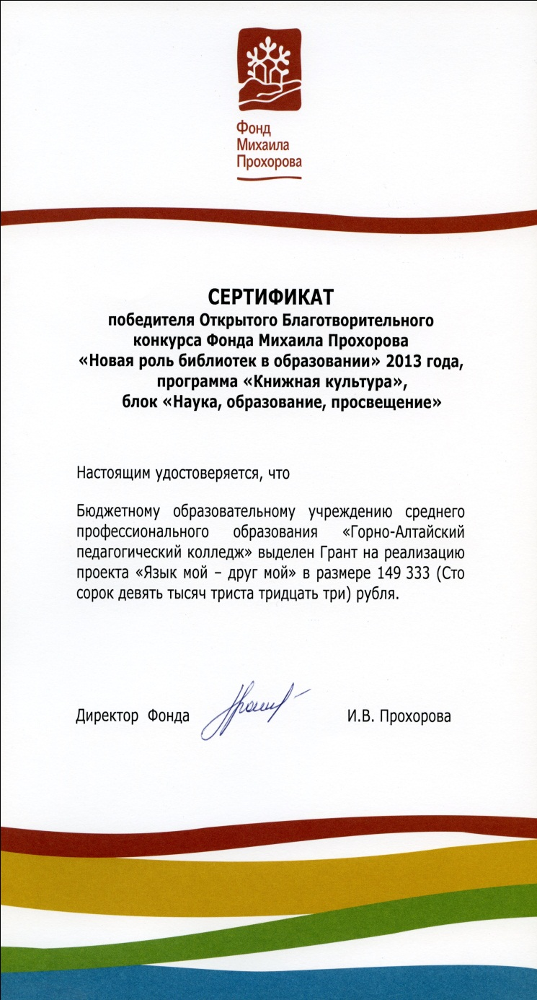 Фонд
Михаила
Прохорова
СЕРТИФИКАТ
победителя Открытого Благотворительного
конкурса Фонда Михаила Прохорова
«Новая роль библиотек в образовании» 2013 года,
программа «Книжная культура»,
блок «Наука, образование, просвещение»
Настоящим удостоверяется, что
Бюджетному образовательному учреждению среднего
профессионального образования «Горно-Алтайский
педагогический колледж» выделен Грант на реализацию
проекта «Язык мой – друг мой» в размере 149 333 (Сто
сорок девять тысяч триста тридцать три) рубля.
Директор Фонда И.В. Прохорова